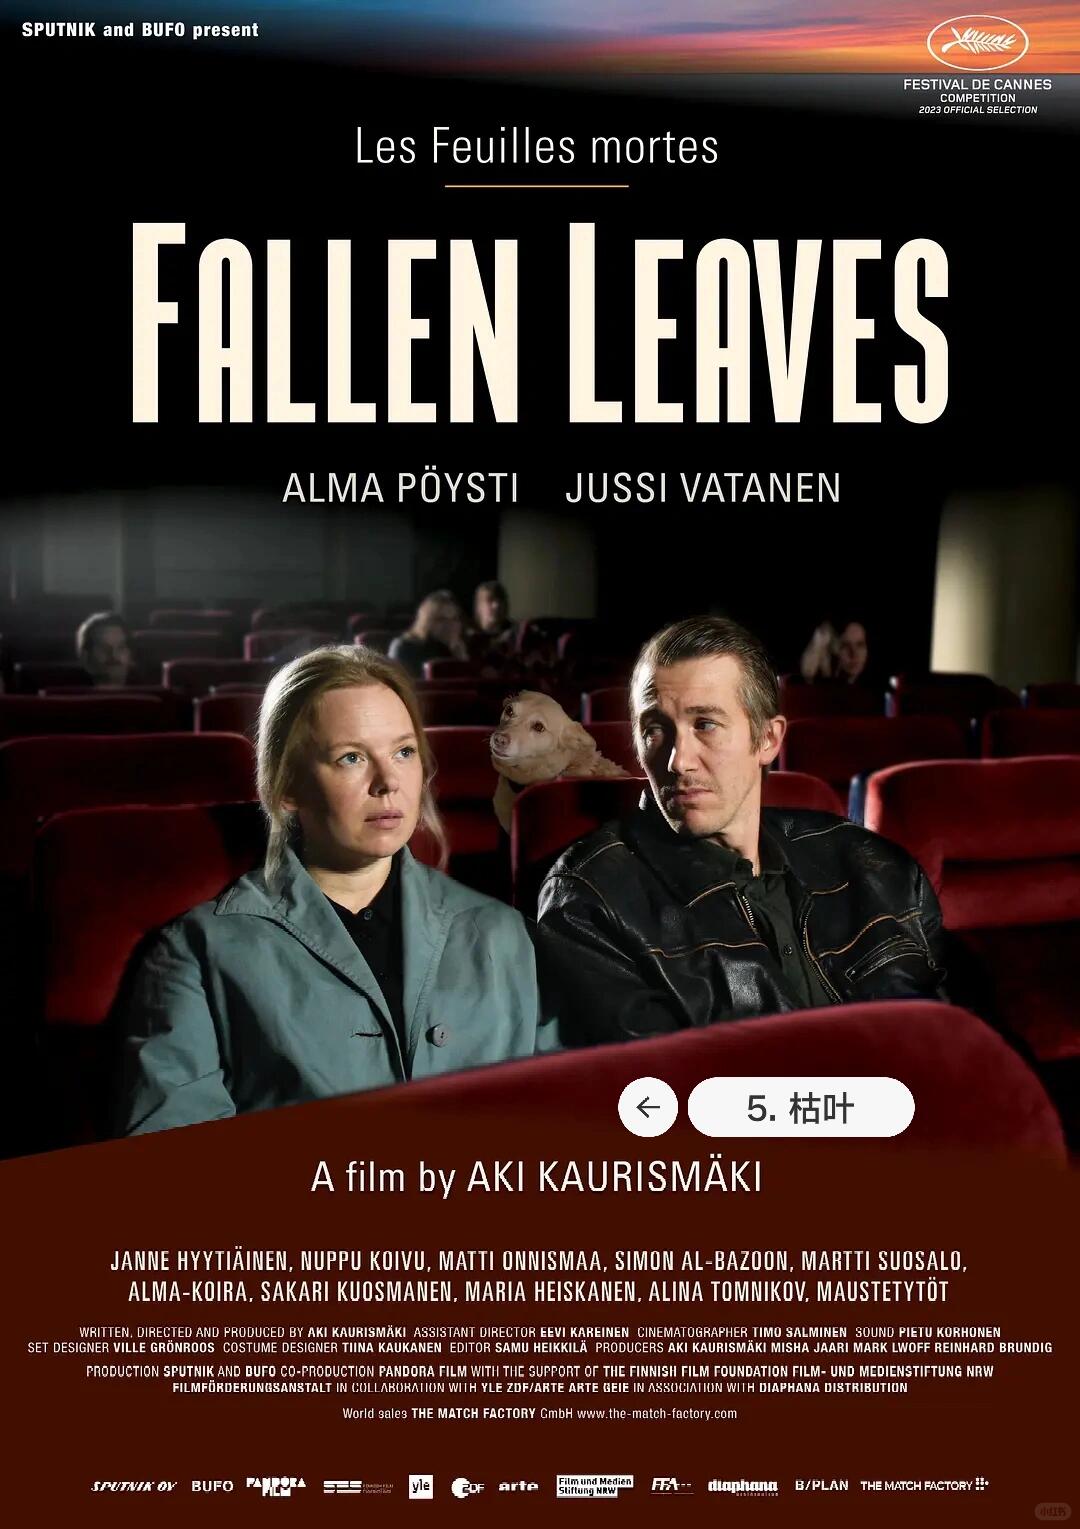 SPUTNIK and BUFO present
FESTIVAL DE CANNES
COMPETITION
2023 OFFICIAL SELECTION
Les Feuilles mortes
FALLEN LEAVES
ALMA PÖYSTI JUSSI VATANEN
← 5. 枯叶
A film by AKI KAURISMÄKI
JANNE HYYTIÄINEN, NUPPU KOIVU, MATTI ONNISMAA, SIMON AL-BAZOON, MARTTI SUOSALO,
ALMA-KOIRA, SAKARI KUOSMANEN, MARIA HEISKANEN, ALINA TOMNIKOV, MAUSTETYTÖT
WRITTEN, DIRECTED AND PRODUCED BY AKI KAURISMÄKI ASSISTANT DIRECTOR EEVI KAREINEN CINEMATOGRAPHER TIMO SALMINEN SOUND PIETU KORHONEN
SET DESIGNER VILLE GRÖNROOS COSTUME DESIGNER TIINA KAUKANEN EDITOR SAMU HEIKKILÄ PRODUCERS AKI KAURISMÄKI MISHA JAARI MARK LWOFF REINHARD BRUNDIG
PRODUCTION SPUTNIK AND BUFO CO-PRODUCTION PANDORA FILM WITH THE SUPPORT OF THE FINNISH FILM FOUNDATION FILM- UND MEDIENSTIFTUNG NRW
FILMFÖRDERUNGSANSTALT IN COLLABORATION WITH YLE ZDF/ARTE ARTE GEIE IN ASSOCIATION WITH DIAPHANA DISTRIBUTION
World sales THE MATCH FACTORY GmbH www.the-match-factory.com
SPUTNIK OY BUFO PANDORA FILM yle ZDF arte Film und Medien Stiftung NRW FFA diaphana B/PLAN THE MATCH FACTORY